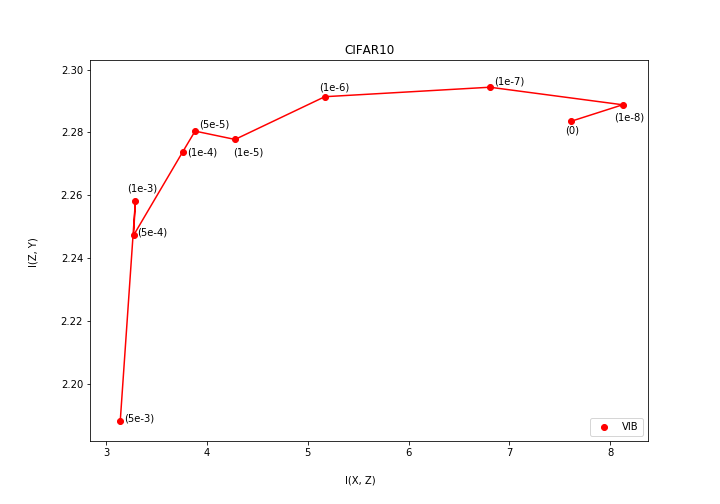 CIFAR10
2.30
2.28
2.26
2.24
2.22
2.20
I(Z, Y)
(1e-6)
(1e-7)
(1e-8)
(0)
(5e-5)
(1e-4)
(1e-5)
(1e-3)
(5e-4)
(5e-3)
VIB
3
4
5
6
7
8
I(X, Z)